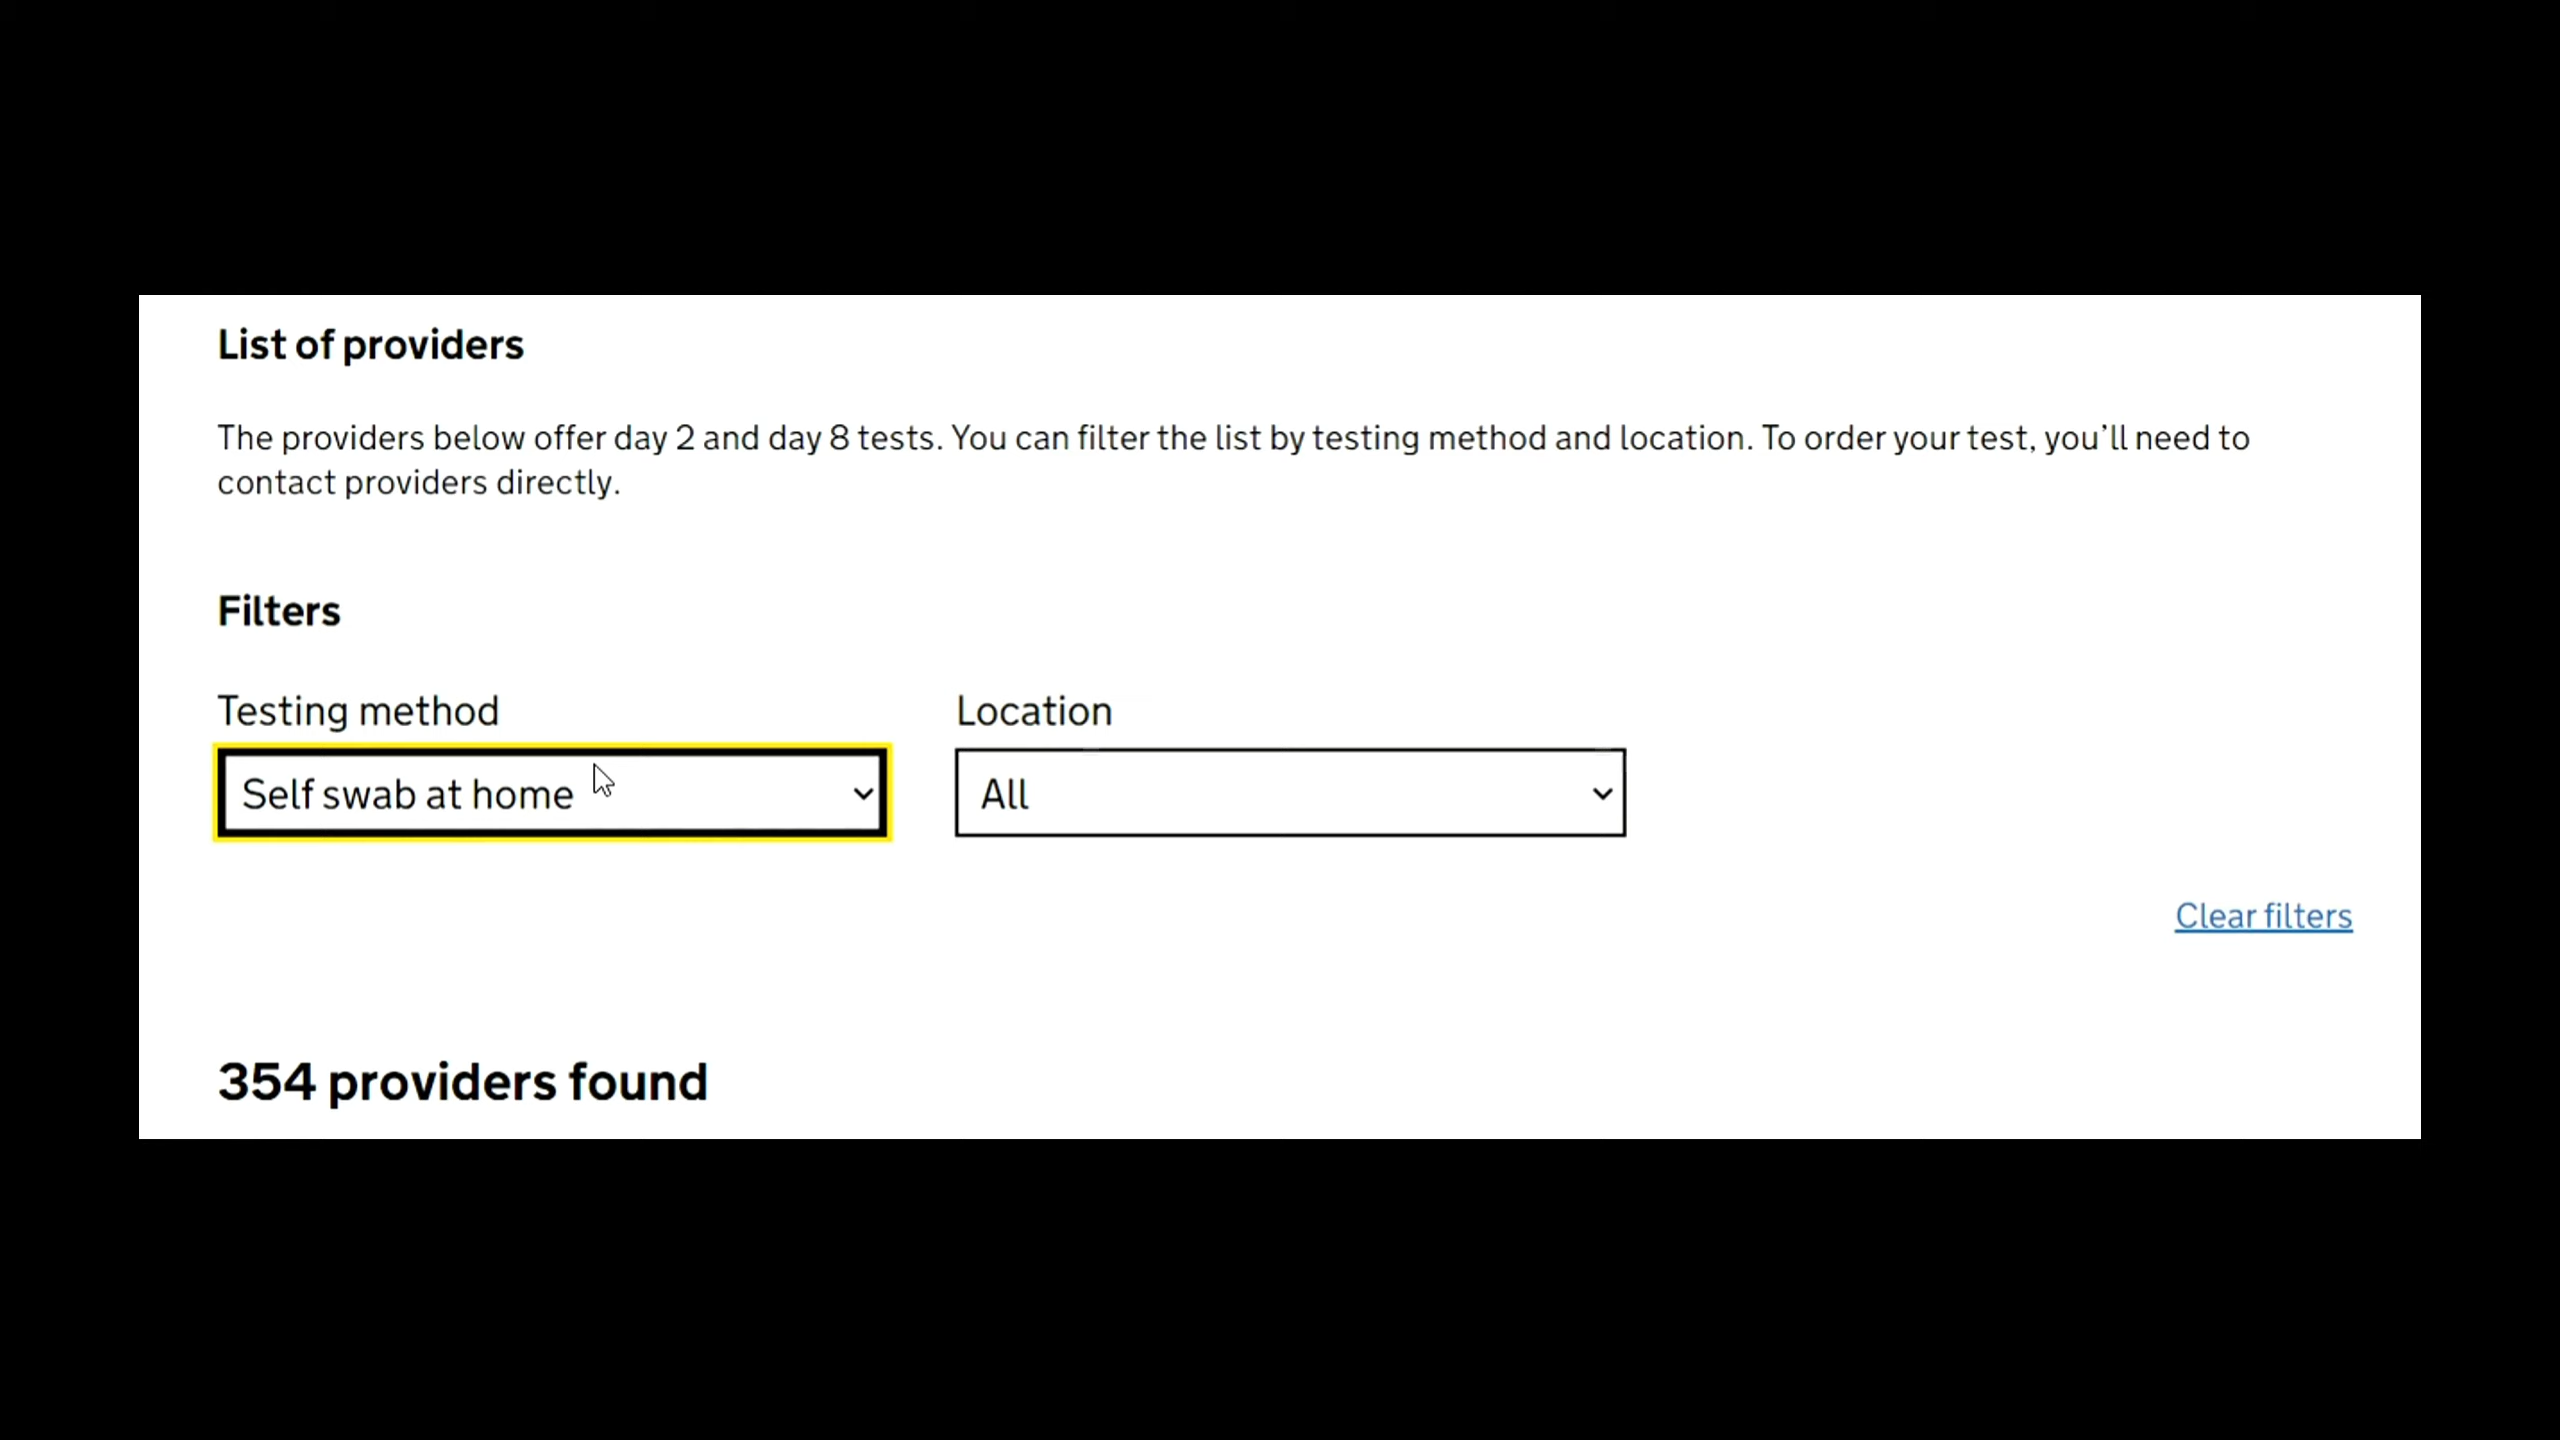 List of providers
The providers below offer day 2 and day 8 tests. You can filter the list by testing method and location. To order your test, you’ll need to
contact providers directly.
Filters
Testing method
Location
Self swab at home
All
Clear filters
354 providers found